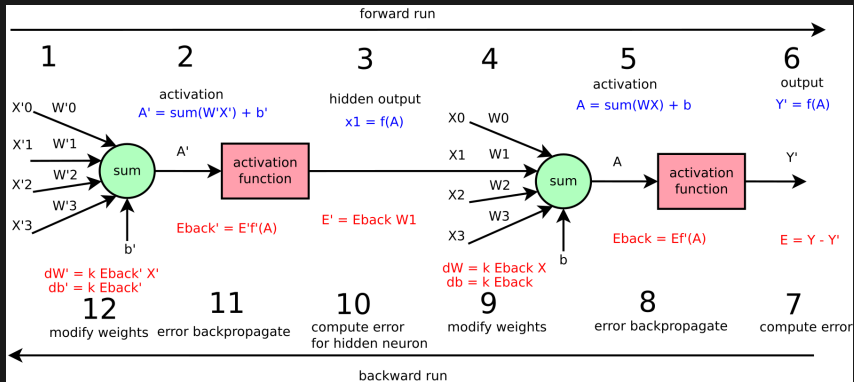 forward run
1
2
3
4
5
6
activation
A' = sum(W'X') + b'
hidden output
x1 = f(A)
activation
A = sum(WX) + b
output
Y' = f(A)
X'0 W'0
X'1 W'1
X'2 W'2
X'3 W'3
sum
b'
A'
activation
function
X0 W0
X1 W1
X2 W2
X3 W3
sum
b
A
activation
function
Y'
Eback' = E'f'(A)
E' = Eback W1
Eback = Ef'(A)
E = Y - Y'
dW' = k Eback' X'
db' = k Eback'
dW = k Eback X
db = k Eback
12
modify weights
11
error backpropagate
10
compute error
for hidden neuron
9
modify weights
8
error backpropagate
7
compute error
backward run